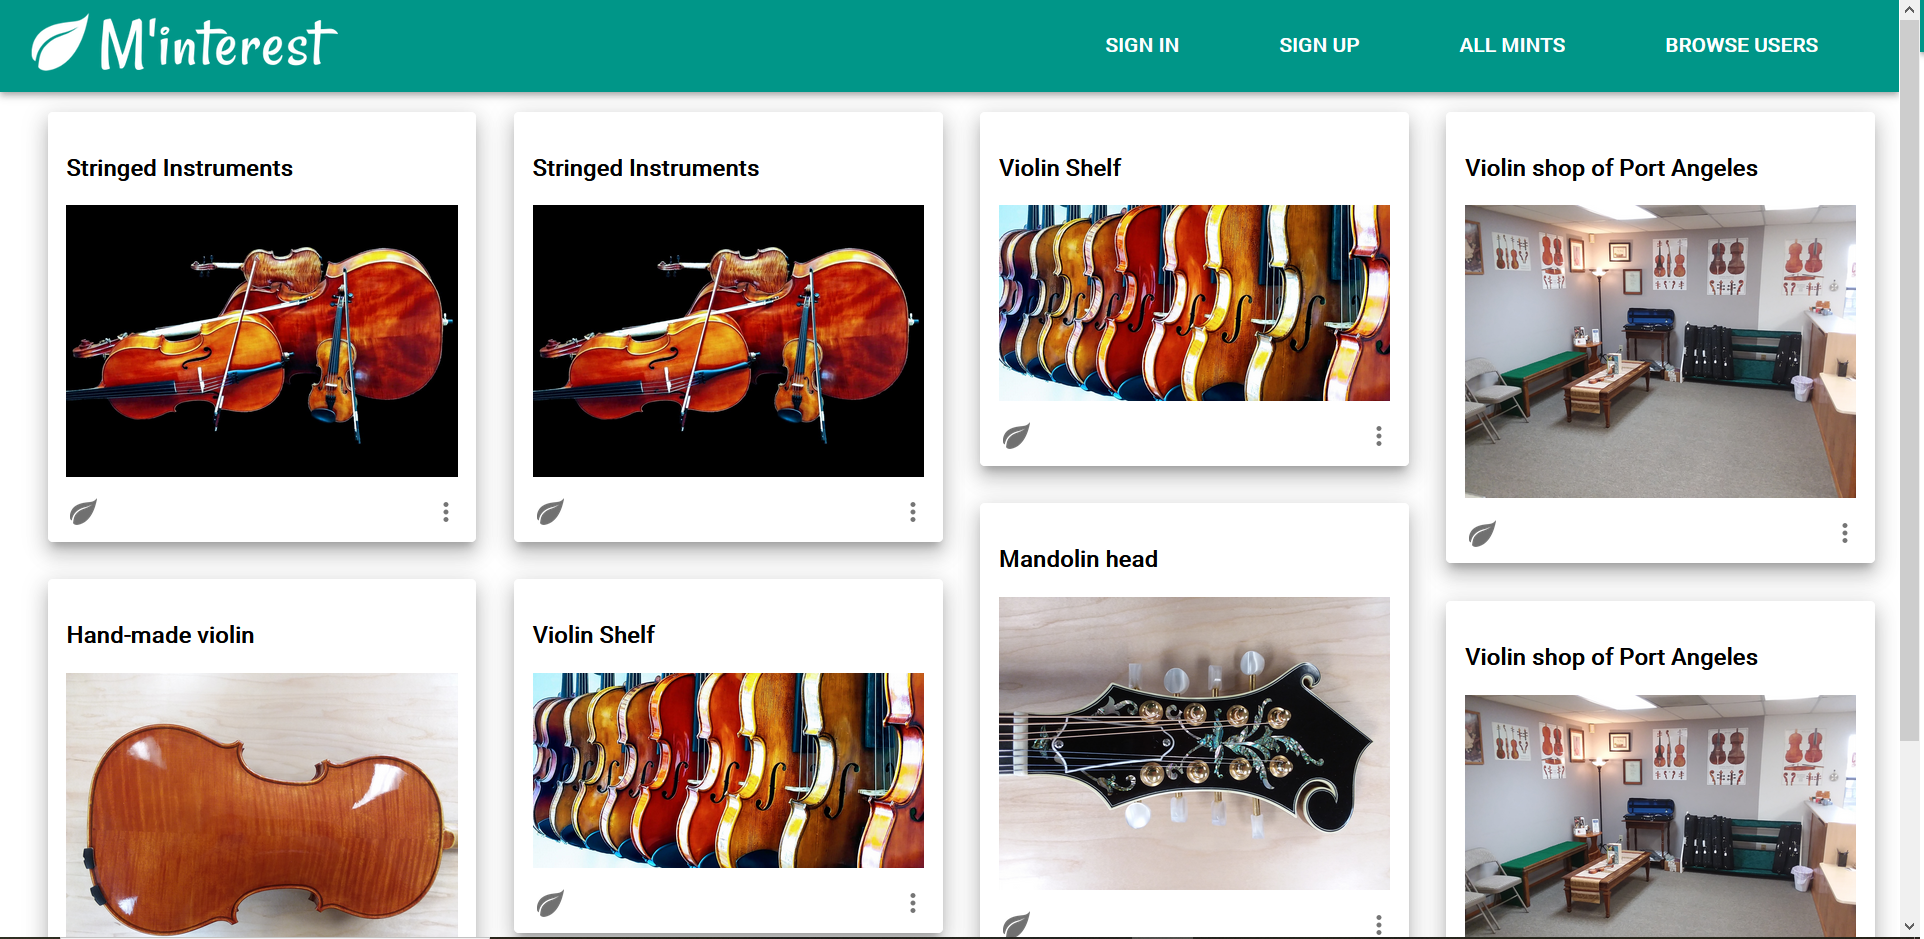 M'interest
SIGN IN
SIGN UP
ALL MINTS
BROWSE USERS
Stringed Instruments
Stringed Instruments
Violin Shelf
Violin shop of Port Angeles
Hand-made violin
Violin Shelf
Mandolin head
Violin shop of Port Angeles